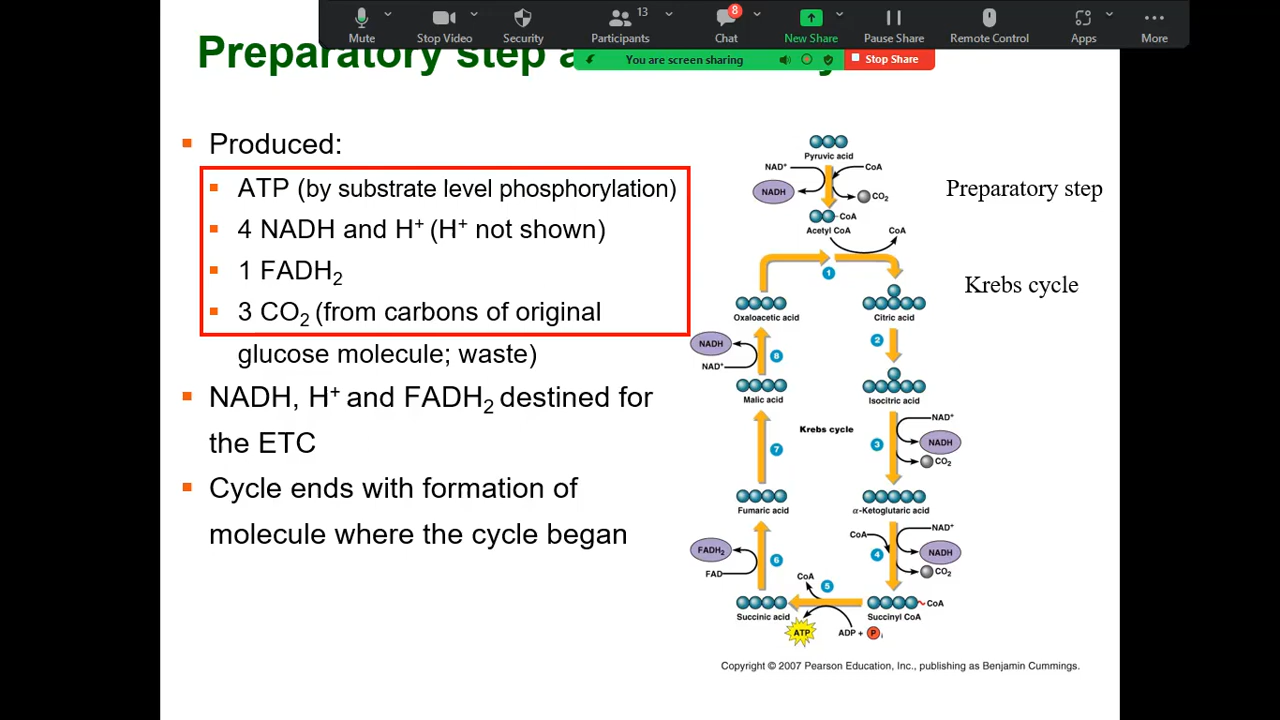 13
8
Mute
Stop Video
Security
Participants
Chat
New Share
Pause Share
Remote Control
Apps
More
You are screen sharing
Stop Share
Preparatory step
Produced:
ATP (by substrate level phosphorylation)
4 NADH and H⁺ (H⁺ not shown)
1 FADH₂
3 CO₂ (from carbons of original
glucose molecule; waste)
NADH, H⁺ and FADH₂ destined for
the ETC
Cycle ends with formation of
molecule where the cycle began
Pyruvic acid
NAD⁺
CoA
NADH
CO₂
Preparatory step
CoA
Acetyl CoA
CoA
1
Krebs cycle
Oxaloacetic acid
Citric acid
NADH
2
8
NAD⁺
Malic acid
Isocitric acid
Krebs cycle
NAD⁺
7
3
NADH
CO₂
Fumaric acid
α-Ketoglutaric acid
NAD⁺
CoA
FADH₂
4
NADH
6
FAD
CO₂
CoA
5
CoA
Succinic acid
Succinyl CoA
ATP
ADP + P i
Copyright © 2007 Pearson Education, Inc., publishing as Benjamin Cummings.